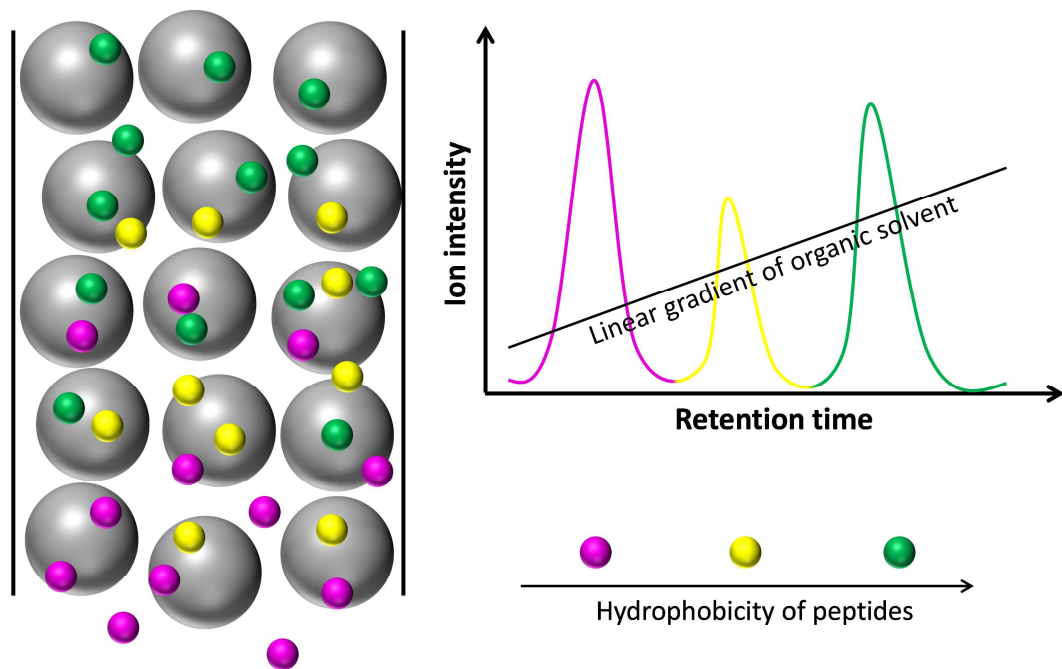 Ion intensity
Linear gradient of organic solvent
Retention time
Hydrophobicity of peptides